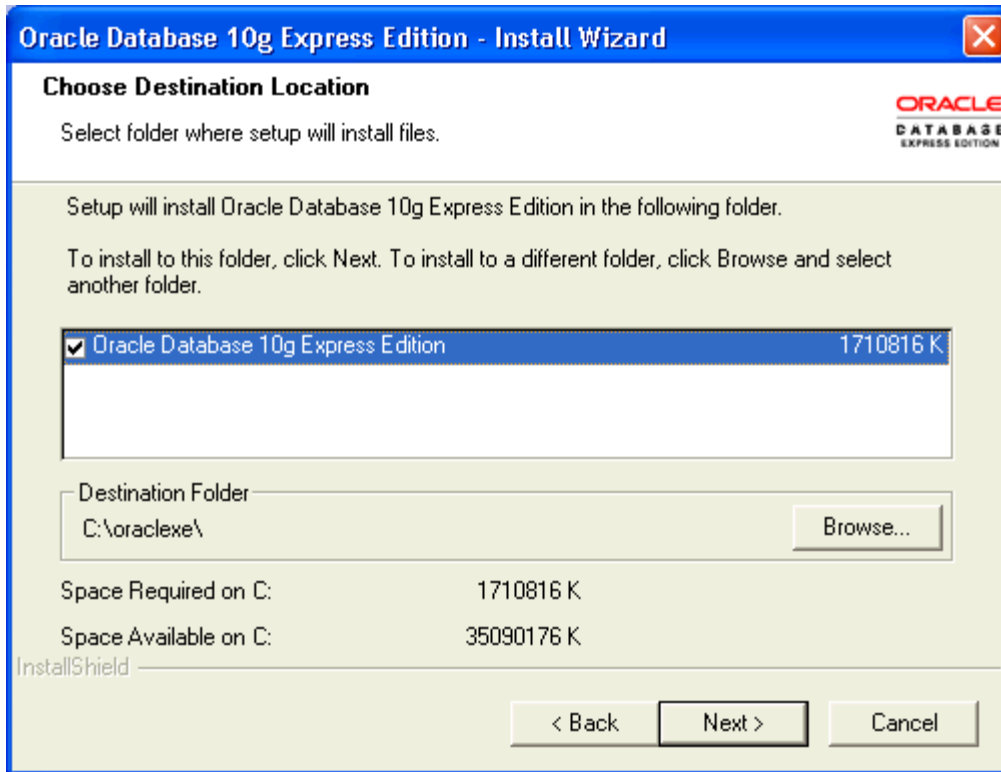 Oracle Database 10g Express Edition - Install Wizard
Choose Destination Location
Select folder where setup will install files.
ORACLE
DATABASE
EXPRESS EDITION
Setup will install Oracle Database 10g Express Edition in the following folder.
To install to this folder, click Next. To install to a different folder, click Browse and select
another folder.
Oracle Database 10g Express Edition 1710816 K
Destination Folder
C:\oraclexe\ Browse...
Space Required on C: 1710816 K
Space Available on C: 35090176 K
InstallShield
< Back Next > Cancel